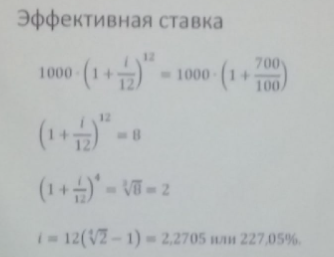 Эффективная ставка
1000 · (1 + i/12)^12 = 1000 · (1 + 700/100)
(1 + i/12)^12 = 8
(1 + i/12)^4 = ∛8 = 2
i = 12(∜2 − 1) = 2,2705 или 227,05%.